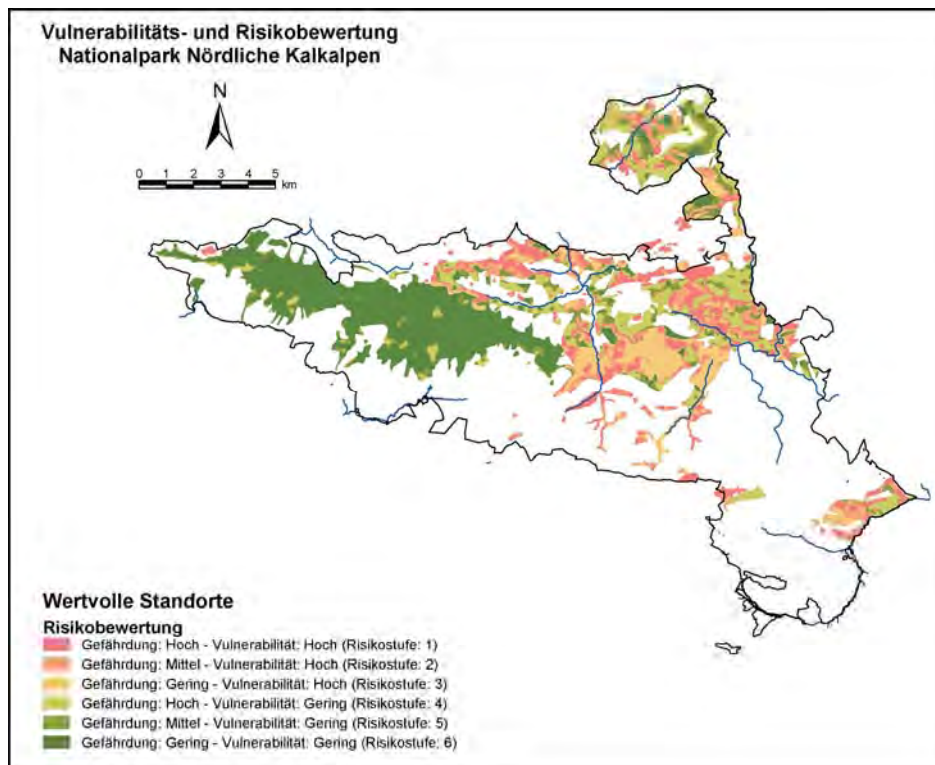 Vulnerabilitäts- und Risikobewertung
Nationalpark Nördliche Kalkalpen
N
0 1 2 3 4 5
km
Wertvolle Standorte
Risikobewertung
Gefährdung: Hoch - Vulnerabilität: Hoch (Risikostufe: 1)
Gefährdung: Mittel - Vulnerabilität: Hoch (Risikostufe: 2)
Gefährdung: Gering - Vulnerabilität: Hoch (Risikostufe: 3)
Gefährdung: Hoch - Vulnerabilität: Gering (Risikostufe: 4)
Gefährdung: Mittel - Vulnerabilität: Gering (Risikostufe: 5)
Gefährdung: Gering - Vulnerabilität: Gering (Risikostufe: 6)